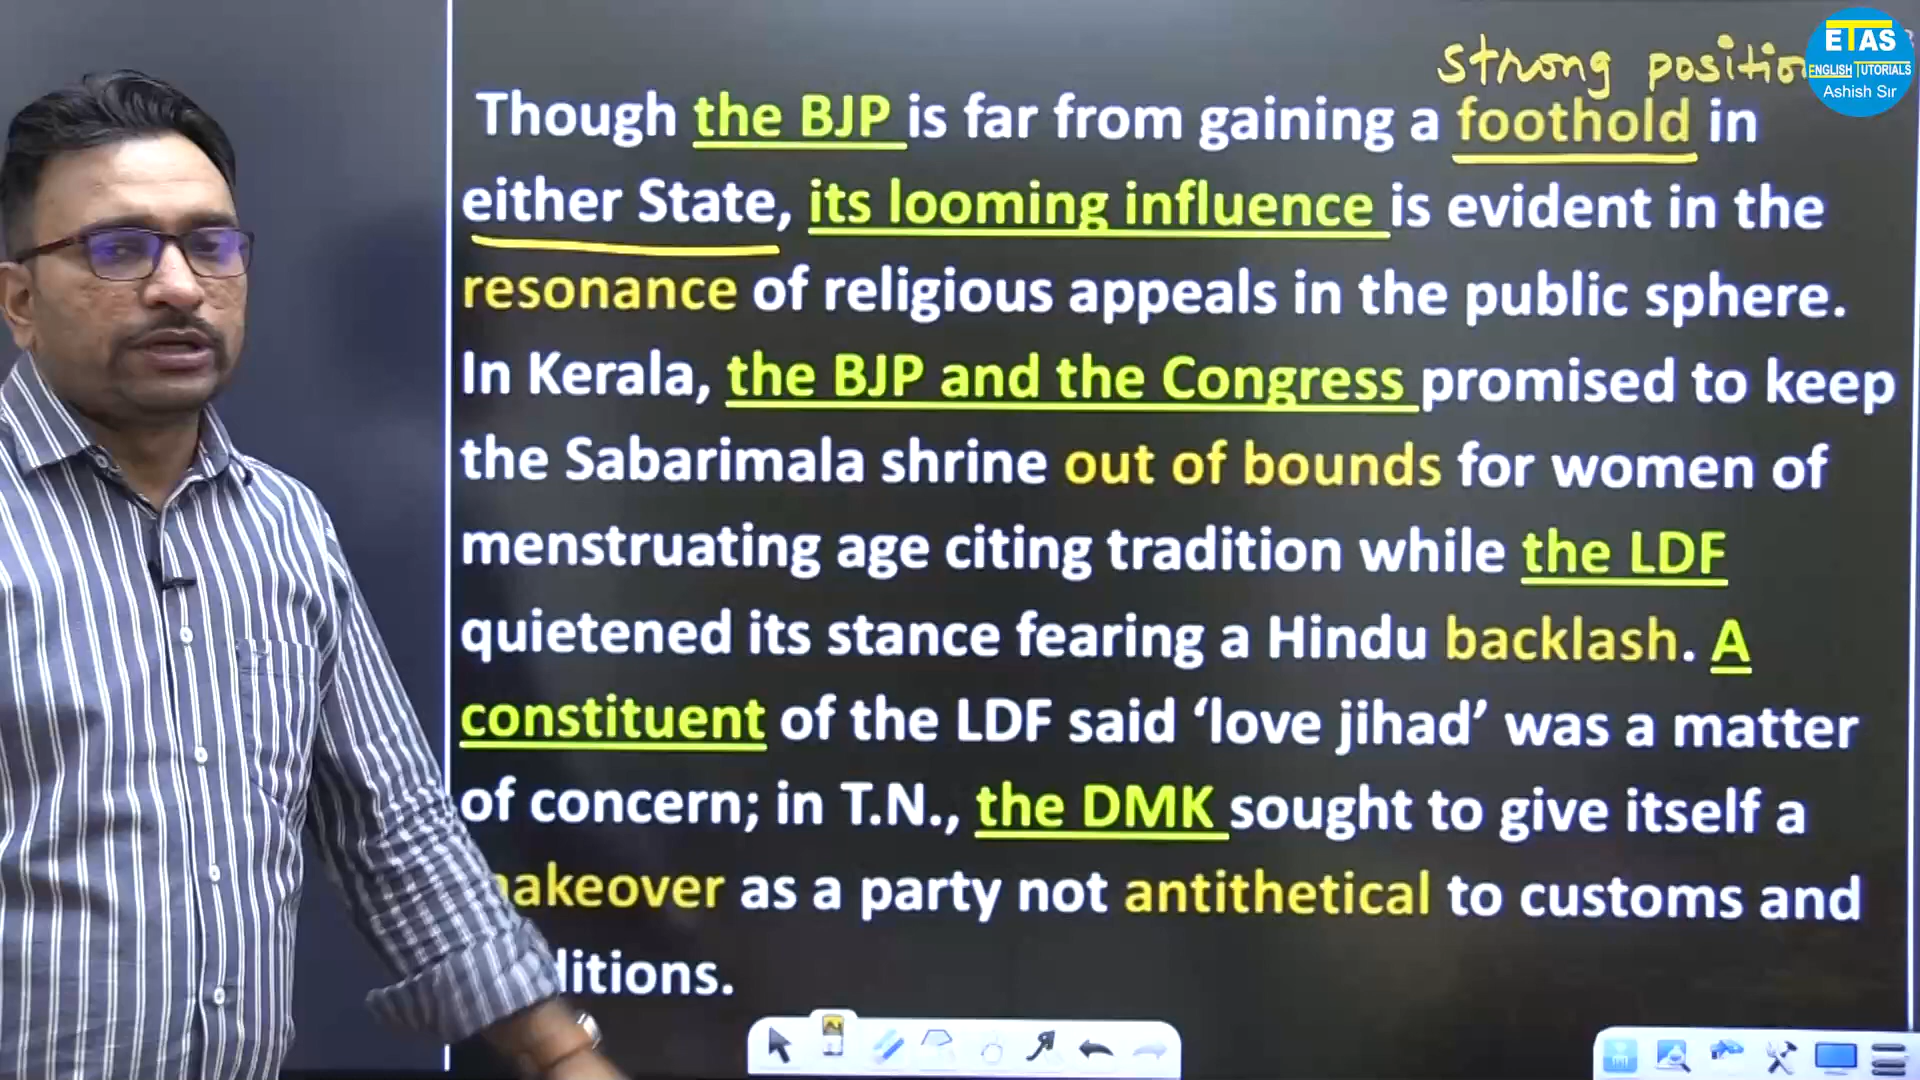 strong position
ETAS
ENGLISH TUTORIALS
Ashish Sir
Though the BJP is far from gaining a foothold in
either State, its looming influence is evident in the
resonance of religious appeals in the public sphere.
In Kerala, the BJP and the Congress promised to keep
the Sabarimala shrine out of bounds for women of
menstruating age citing tradition while the LDF
quietened its stance fearing a Hindu backlash. A
constituent of the LDF said ‘love jihad’ was a matter
of concern; in T.N., the DMK sought to give itself a
makeover as a party not antithetical to customs and
ditions.